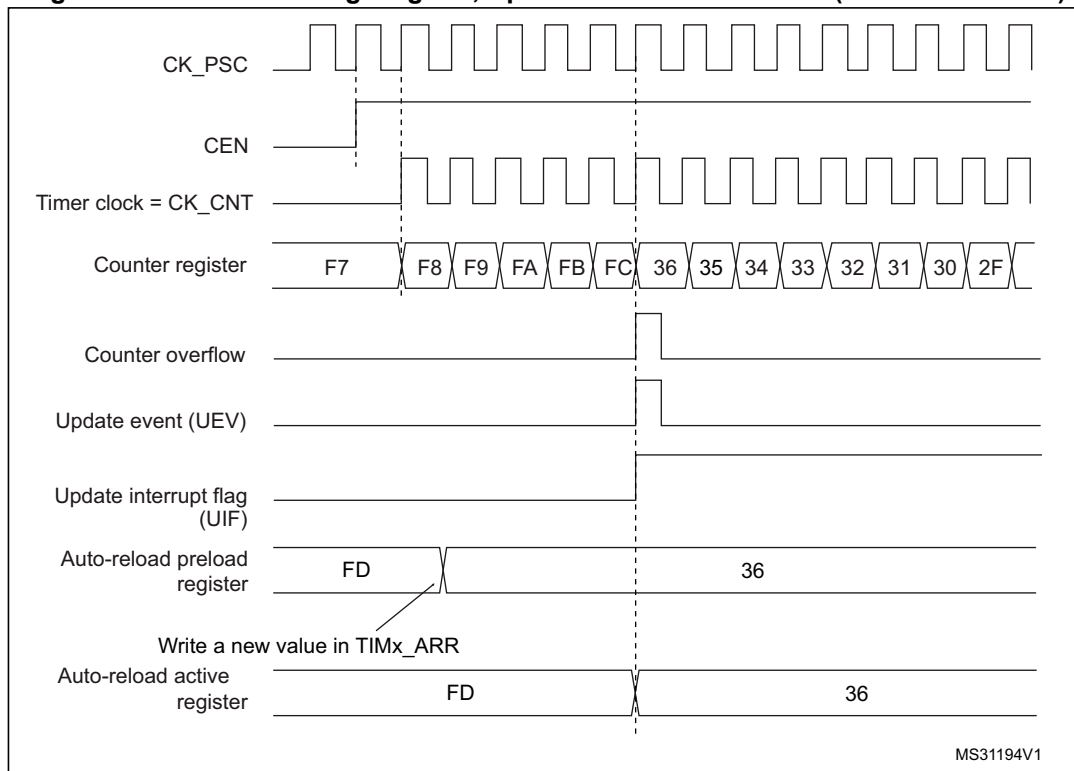 CK_PSC
CEN
Timer clock = CK_CNT
Counter register F7 F8 F9 FA FB FC 36 35 34 33 32 31 30 2F
Counter overflow
Update event (UEV)
Update interrupt flag
(UIF)
Auto-reload preload
register
FD 36
Write a new value in TIMx_ARR
Auto-reload active
register
FD 36
MS31194V1